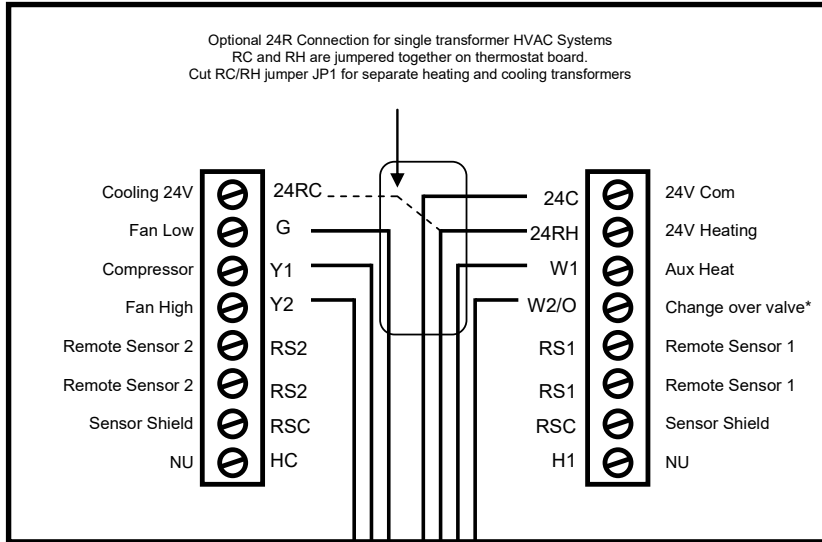 Optional 24R Connection for single transformer HVAC Systems
RC and RH are jumpered together on thermostat board.
Cut RC/RH jumper JP1 for separate heating and cooling transformers
Cooling 24V 24RC 24C 24V Com
Fan Low G 24RH 24V Heating
Compressor Y1 W1 Aux Heat
Fan High Y2 W2/O Change over valve*
Remote Sensor 2 RS2 RS1 Remote Sensor 1
Remote Sensor 2 RS2 RS1 Remote Sensor 1
Sensor Shield RSC RSC Sensor Shield
NU HC H1 NU